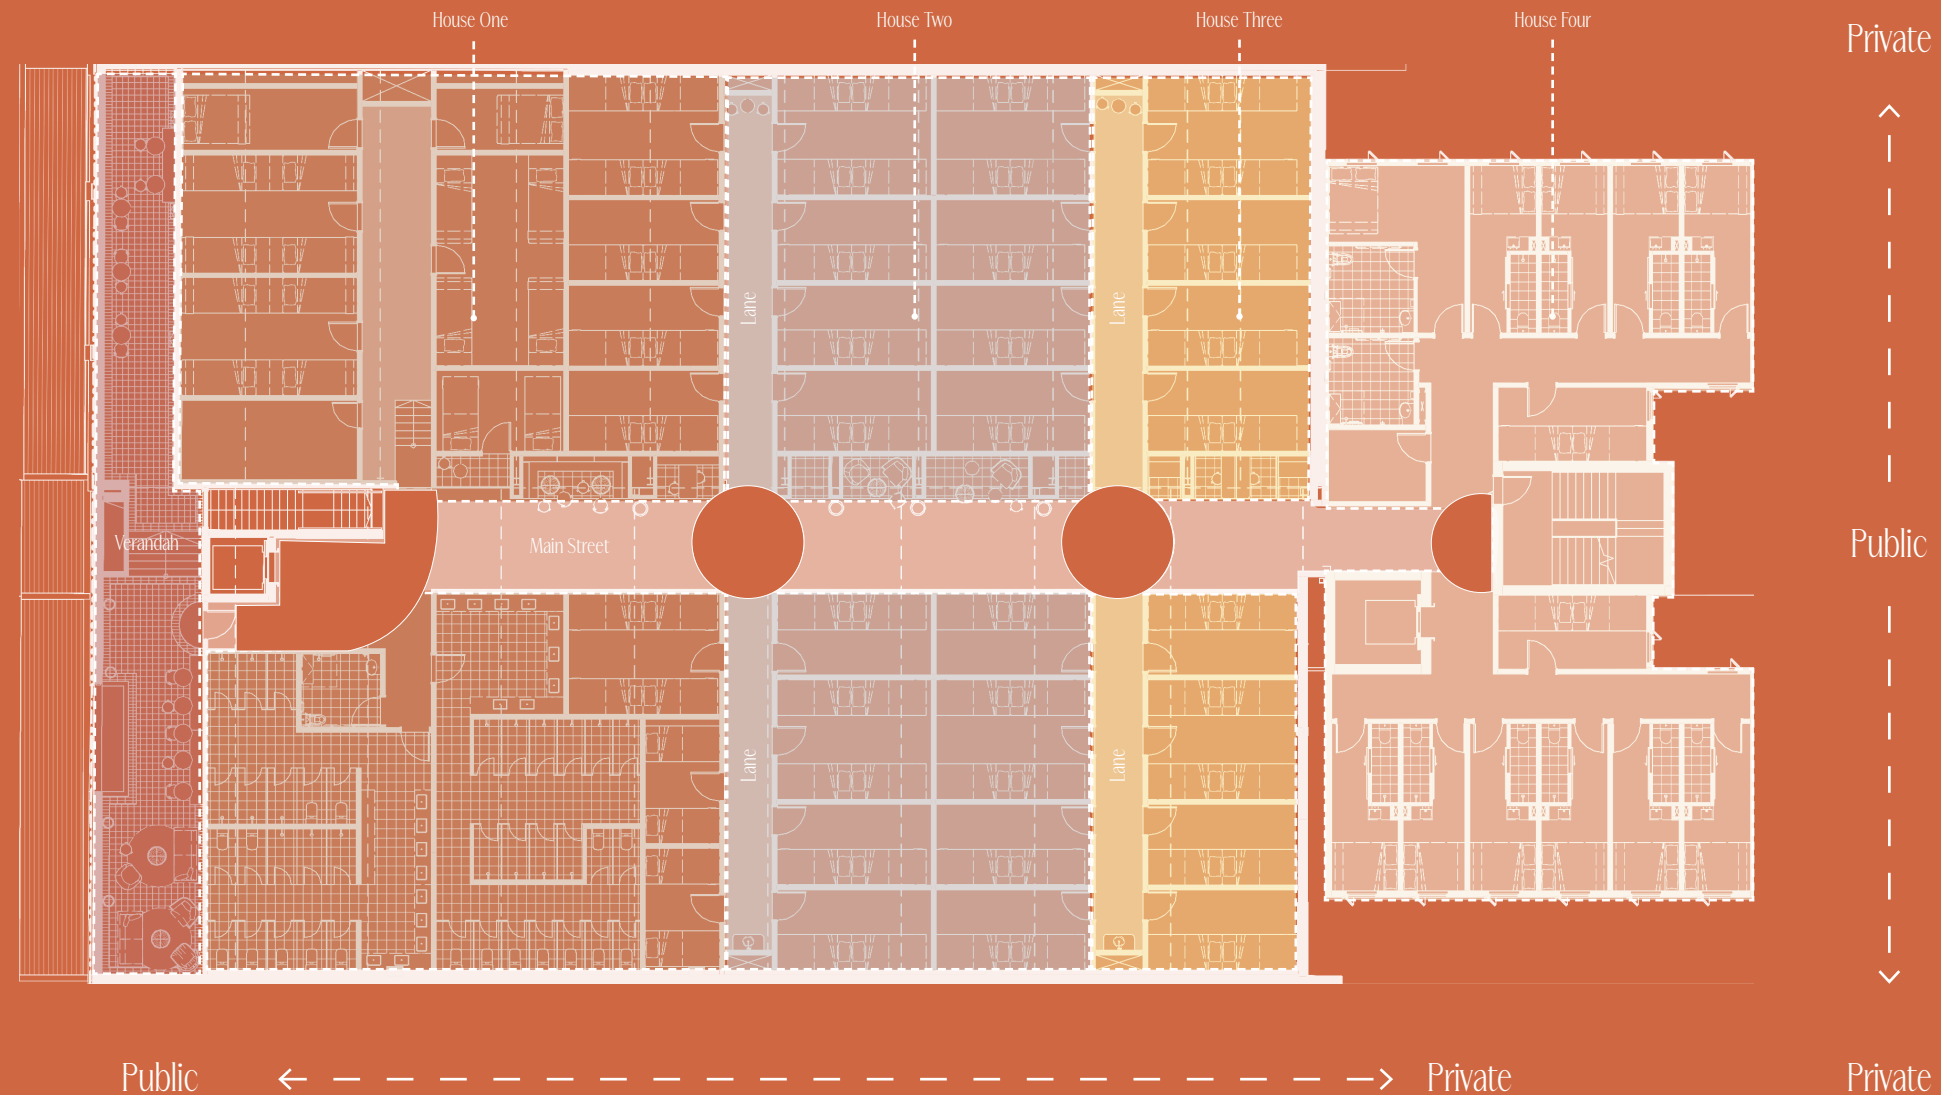 House One
House Two
House Three
House Four
Private
Lane
Lane
Verandah
Main Street
Public
Lane
Lane
Public
Private
Private